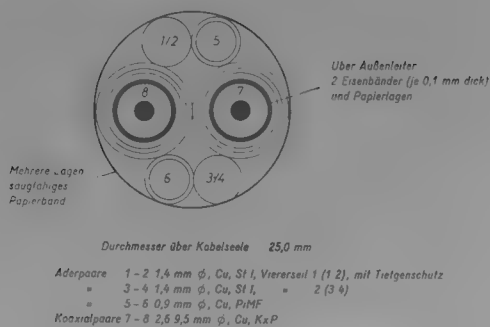 1/2 5
Über Außenleiter
2 Eisenbänder (je 0,1 mm dick)
und Papierlagen
8 7
Mehrere Lagen
saugfähiges
Papierband
6 3/4
Durchmesser über Kabelseele 25,0 mm
Aderpaare 1-2 1,4 mm ϕ, Cu, St I, Viererseil 1 (1 2), mit Tiefgenschutz
" 3-4 1,4 mm ϕ, Cu, St I, " 2 (3 4)
" 5-6 0,9 mm ϕ, Cu, PiMF
Koaxialpaare 7-8 2,6 9,5 mm ϕ, Cu, KxP